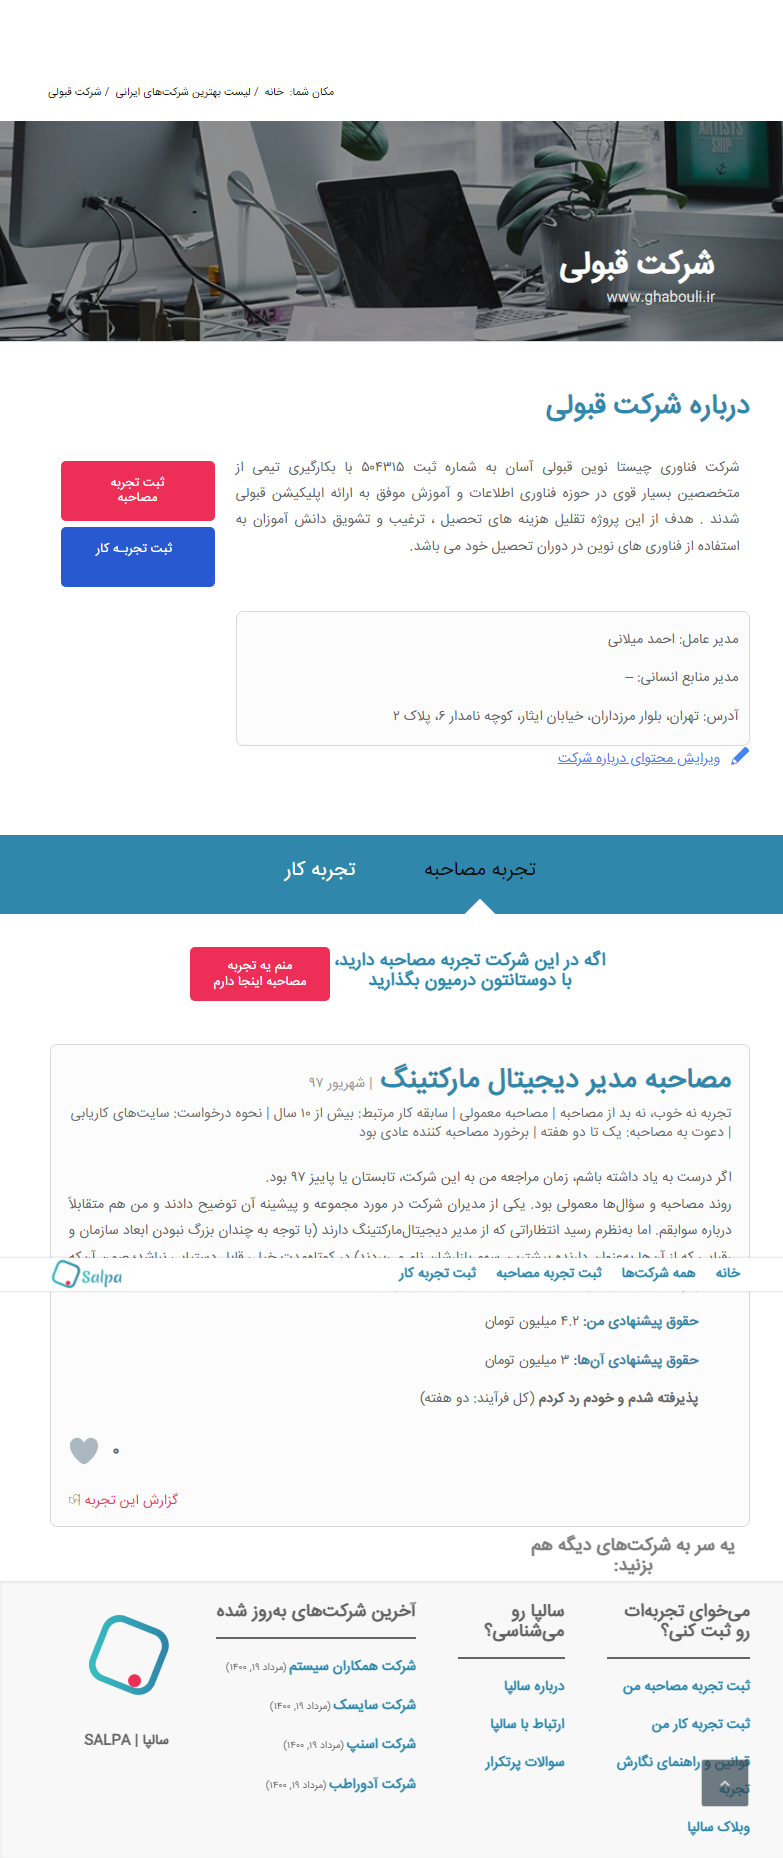 مکان شما: خانه / لیست بهترین شرکت‌های ایرانی / شرکت قبولی
ARTISTS
SHIP
شرکت قبولی
www.ghabouli.ir
درباره شرکت قبولی
شرکت فناوری چیستا نوین قبولی آسان به شماره ثبت ۵۰۴۳۱۵ با بکارگیری تیمی از
متخصصین بسیار قوی در حوزه فناوری اطلاعات و آموزش موفق به ارائه اپلیکیشن قبولی
شدند . هدف از این پروژه تقلیل هزینه های تحصیل ، ترغیب و تشویق دانش آموزان به
استفاده از فناوری های نوین در دوران تحصیل خود می باشد.
ثبت تجربه
مصاحبه
ثبت تجربـه کار
مدیر عامل: احمد میلانی
مدیر منابع انسانی: –
آدرس: تهران، بلوار مرزداران، خیابان ایثار، کوچه نامدار ۶، پلاک ۲
ویرایش محتوای درباره شرکت
تجربه مصاحبه
تجربه کار
اگه در این شرکت تجربه مصاحبه دارید،
با دوستانتون درمیون بگذارید
منم یه تجربه
مصاحبه اینجا دارم
مصاحبه مدیر دیجیتال مارکتینگ | شهریور ۹۷
تجربه نه خوب، نه بد از مصاحبه | مصاحبه معمولی | سابقه کار مرتبط: بیش از ۱۰ سال | نحوه درخواست: سایت‌های کاریابی
| دعوت به مصاحبه: یک تا دو هفته | برخورد مصاحبه کننده عادی بود
اگر درست به یاد داشته باشم، زمان مراجعه من به این شرکت، تابستان یا پاییز ۹۷ بود.
روند مصاحبه و سؤال‌ها معمولی بود. یکی از مدیران شرکت در مورد مجموعه و پیشینه آن توضیح دادند و من هم متقابلاً
درباره سوابقم. اما به‌نظرم رسید انتظاراتی که از مدیر دیجیتال‌مارکتینگ دارند (با توجه به چندان بزرگ نبودن ابعاد سازمان و
خانه
همه شرکت‌ها
ثبت تجربه مصاحبه
ثبت تجربه کار
Salpa
حقوق پیشنهادی من: ۴.۲ میلیون تومان
حقوق پیشنهادی آن‌ها: ۳ میلیون تومان
پذیرفته شدم و خودم رد کردم (کل فرآیند: دو هفته)
۰
گزارش این تجربه
یه سر به شرکت‌های دیگه هم
بزنید:
می‌خوای تجربه‌ات
رو ثبت کنی؟
ثبت تجربه مصاحبه من
ثبت تجربه کار من
قوانین و راهنمای نگارش
تجربه
وبلاگ سالپا
سالپا رو
می‌شناسی؟
درباره سالپا
ارتباط با سالپا
سوالات پرتکرار
آخرین شرکت‌های به‌روز شده
شرکت همکاران سیستم (مرداد ۱۹, ۱۴۰۰)
شرکت سایسک (مرداد ۱۹, ۱۴۰۰)
شرکت اسنپ (مرداد ۱۹, ۱۴۰۰)
شرکت آدوراطب (مرداد ۱۹, ۱۴۰۰)
سالپا | SALPA